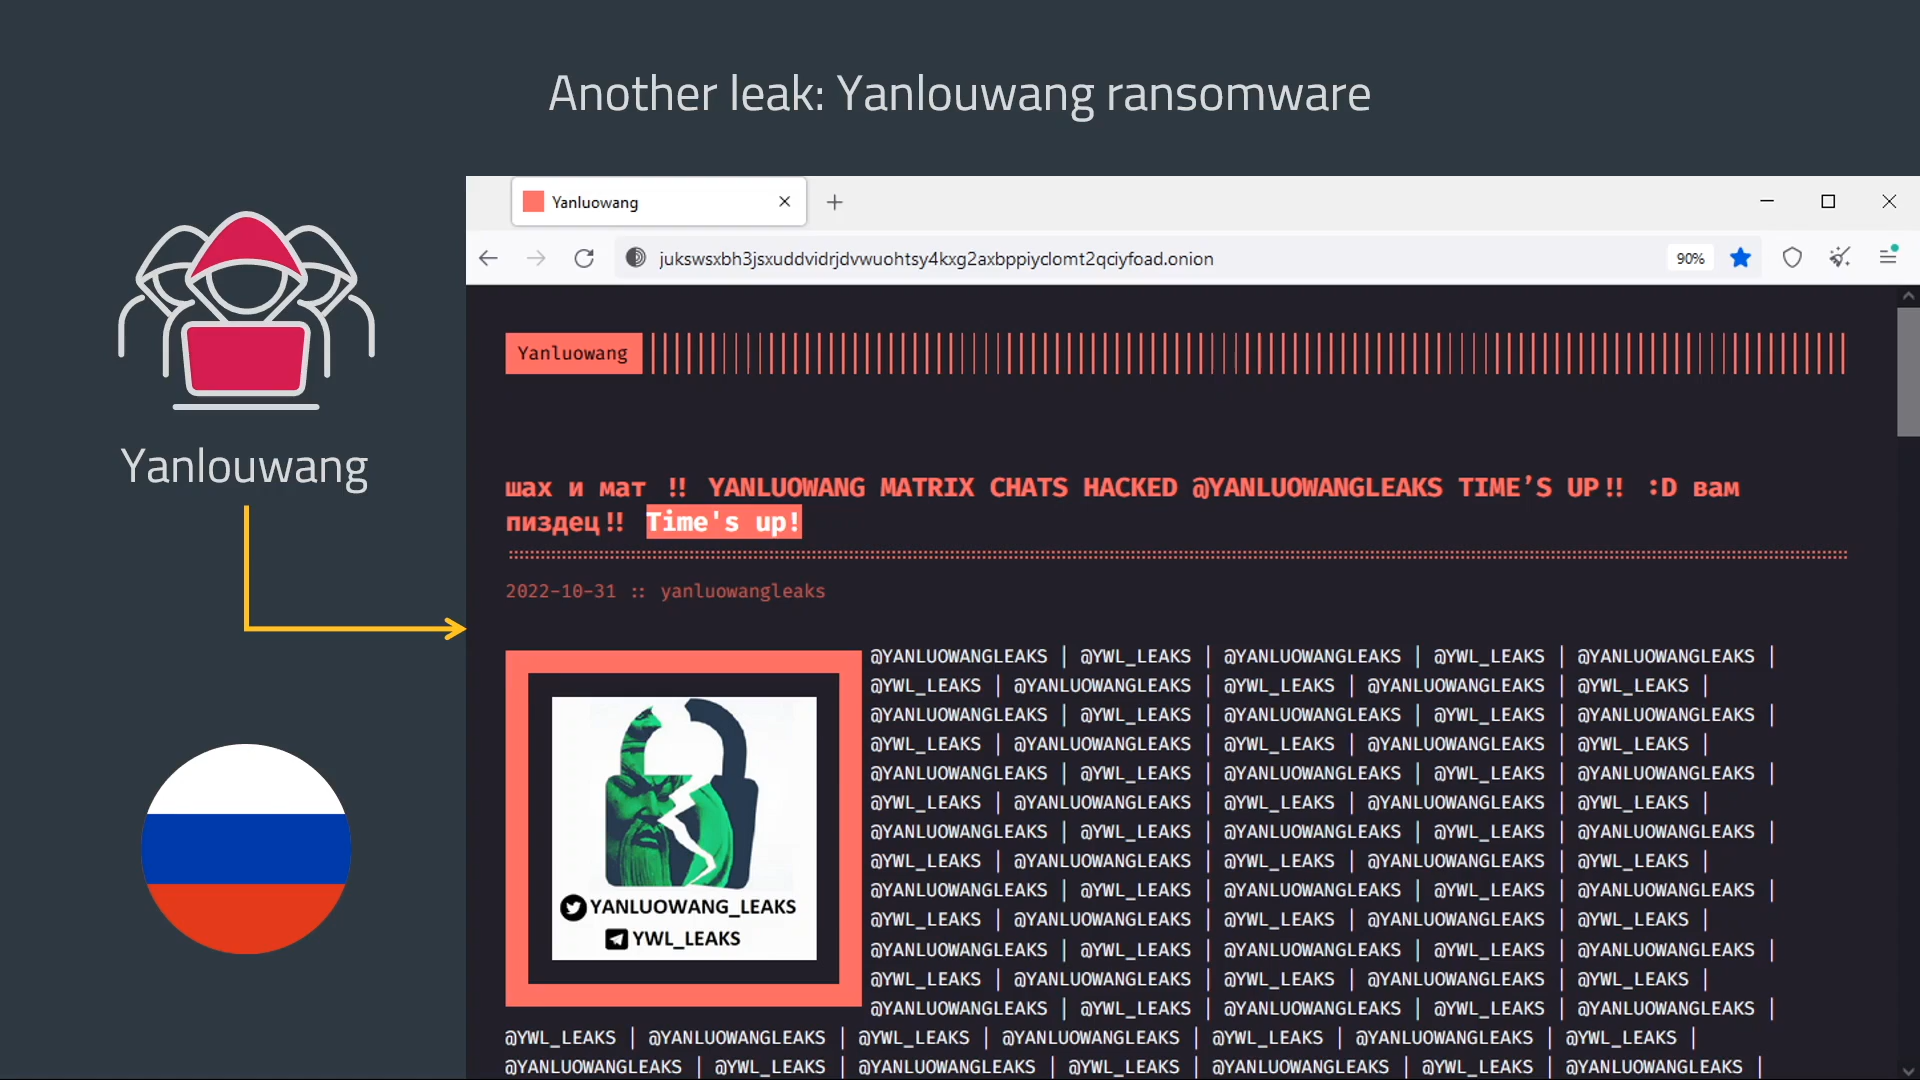 Another leak: Yanlouwang ransomware
Yanluowang
jukswsxbh3jsxuddvidrjdvwuohtsy4kxg2axbppiyclomt2qciyfoad.onion
90%
Yanluowang
Yanlouwang
шах и мат !! YANLUOWANG MATRIX CHATS HACKED @YANLUOWANGLEAKS TIME’S UP!! :D вам
пиздец!! Time's up!
2022-10-31 :: yanluowangleaks
@YANLUOWANGLEAKS | @YWL_LEAKS | @YANLUOWANGLEAKS | @YWL_LEAKS | @YANLUOWANGLEAKS |
@YWL_LEAKS | @YANLUOWANGLEAKS | @YWL_LEAKS | @YANLUOWANGLEAKS | @YWL_LEAKS |
@YANLUOWANGLEAKS | @YWL_LEAKS | @YANLUOWANGLEAKS | @YWL_LEAKS | @YANLUOWANGLEAKS |
@YWL_LEAKS | @YANLUOWANGLEAKS | @YWL_LEAKS | @YANLUOWANGLEAKS | @YWL_LEAKS |
@YANLUOWANGLEAKS | @YWL_LEAKS | @YANLUOWANGLEAKS | @YWL_LEAKS | @YANLUOWANGLEAKS |
@YWL_LEAKS | @YANLUOWANGLEAKS | @YWL_LEAKS | @YANLUOWANGLEAKS | @YWL_LEAKS |
@YANLUOWANGLEAKS | @YWL_LEAKS | @YANLUOWANGLEAKS | @YWL_LEAKS | @YANLUOWANGLEAKS |
@YWL_LEAKS | @YANLUOWANGLEAKS | @YWL_LEAKS | @YANLUOWANGLEAKS | @YWL_LEAKS |
@YANLUOWANGLEAKS | @YWL_LEAKS | @YANLUOWANGLEAKS | @YWL_LEAKS | @YANLUOWANGLEAKS |
@YWL_LEAKS | @YANLUOWANGLEAKS | @YWL_LEAKS | @YANLUOWANGLEAKS | @YWL_LEAKS |
@YANLUOWANGLEAKS | @YWL_LEAKS | @YANLUOWANGLEAKS | @YWL_LEAKS | @YANLUOWANGLEAKS |
@YWL_LEAKS | @YANLUOWANGLEAKS | @YWL_LEAKS | @YANLUOWANGLEAKS | @YWL_LEAKS |
@YANLUOWANGLEAKS | @YWL_LEAKS | @YANLUOWANGLEAKS | @YWL_LEAKS | @YANLUOWANGLEAKS |
YANLUOWANG_LEAKS
YWL_LEAKS
@YWL_LEAKS | @YANLUOWANGLEAKS | @YWL_LEAKS | @YANLUOWANGLEAKS | @YWL_LEAKS | @YANLUOWANGLEAKS | @YWL_LEAKS |
@YANLUOWANGLEAKS | @YWL_LEAKS | @YANLUOWANGLEAKS | @YWL_LEAKS | @YANLUOWANGLEAKS | @YWL_LEAKS | @YANLUOWANGLEAKS |